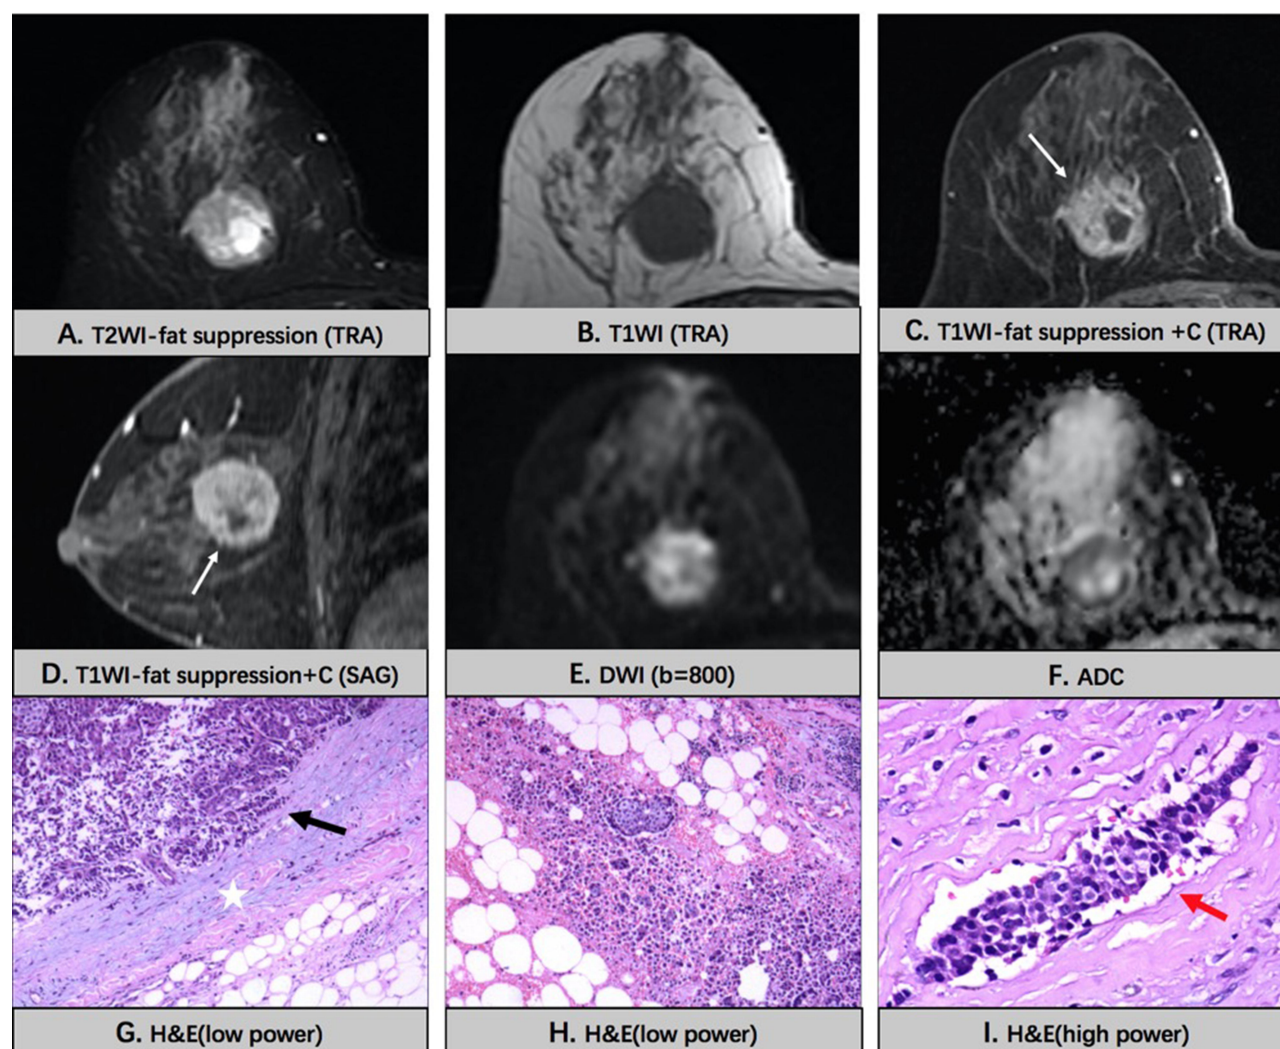 A. T2WI-fat suppression (TRA)
B. T1WI (TRA)
C. T1WI-fat suppression +C (TRA)
D. T1WI-fat suppression+C (SAG)
E. DWI (b=800)
F. ADC
G. H&E(low power)
H. H&E(low power)
I. H&E(high power)